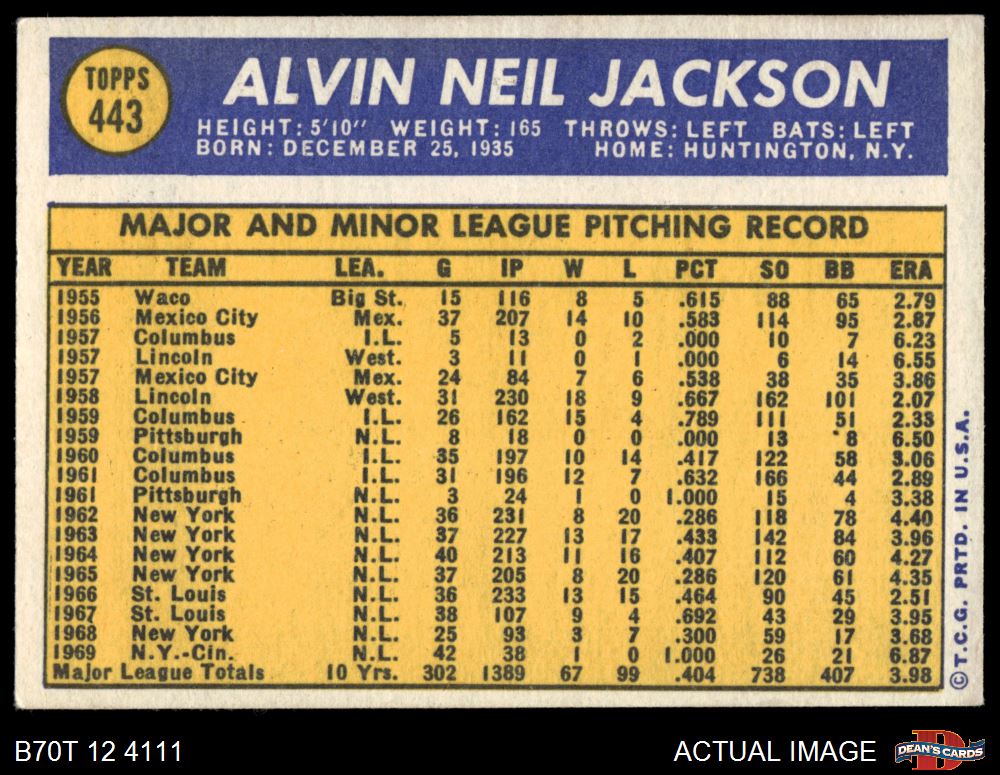 TOPPS
443
ALVIN NEIL JACKSON
HEIGHT: 5'10" WEIGHT: 165 THROWS: LEFT BATS: LEFT
BORN: DECEMBER 25, 1935 HOME: HUNTINGTON, N.Y.
MAJOR AND MINOR LEAGUE PITCHING RECORD
YEAR TEAM LEA. G IP W L PCT SO BB ERA
1955 Waco Big St. 15 116 8 5 .615 88 65 2.79
1956 Mexico City Mex. 37 207 14 10 .583 114 95 2.87
1957 Columbus I.L. 5 13 0 2 .000 10 7 6.23
1957 Lincoln West. 3 11 0 1 .000 6 14 6.55
1957 Mexico City Mex. 24 84 7 6 .538 38 35 3.86
1958 Lincoln West. 31 230 18 9 .667 162 101 2.07
1959 Columbus I.L. 26 162 15 4 .789 111 51 2.33
1959 Pittsburgh N.L. 8 18 0 0 .000 13 8 6.50
1960 Columbus I.L. 35 197 10 14 .417 122 58 3.06
1961 Columbus I.L. 31 196 12 7 .632 166 44 2.89
1961 Pittsburgh N.L. 3 24 1 0 1.000 15 4 3.38
1962 New York N.L. 36 231 8 20 .286 118 78 4.40
1963 New York N.L. 37 227 13 17 .433 142 84 3.96
1964 New York N.L. 40 213 11 16 .407 112 60 4.27
1965 New York N.L. 37 205 8 20 .286 120 61 4.35
1966 St. Louis N.L. 36 233 13 15 .464 90 45 2.51
1967 St. Louis N.L. 38 107 9 4 .692 43 29 3.95
1968 New York N.L. 25 93 3 7 .300 59 17 3.68
1969 N.Y.-Cin. N.L. 42 38 1 0 1.000 26 21 6.87
Major League Totals 10 Yrs. 302 1389 67 99 .404 738 407 3.98
©T.C.G. PRTD. IN U.S.A.
B70T 12 4111
ACTUAL IMAGE
DEAN'S CARDS